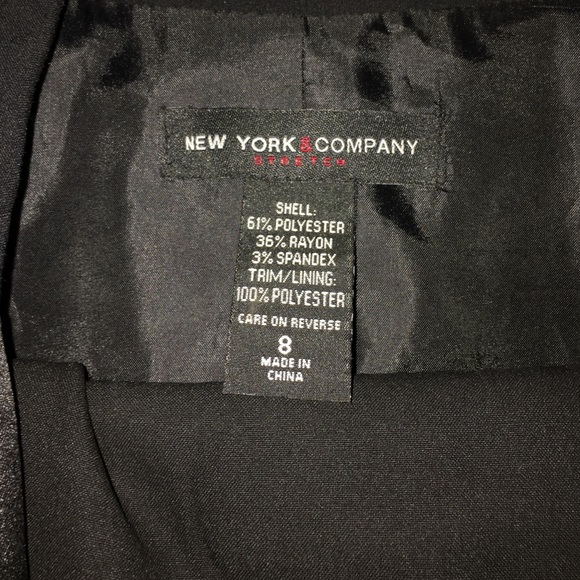 NEW YORK & COMPANY
STRETCH
SHELL:
61% POLYESTER
36% RAYON
3% SPANDEX
TRIM/LINING:
100% POLYESTER
CARE ON REVERSE
8
MADE IN
CHINA